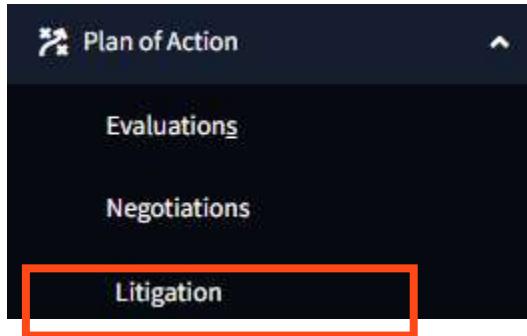 Plan of Action
Evaluations
Negotiations
Litigation